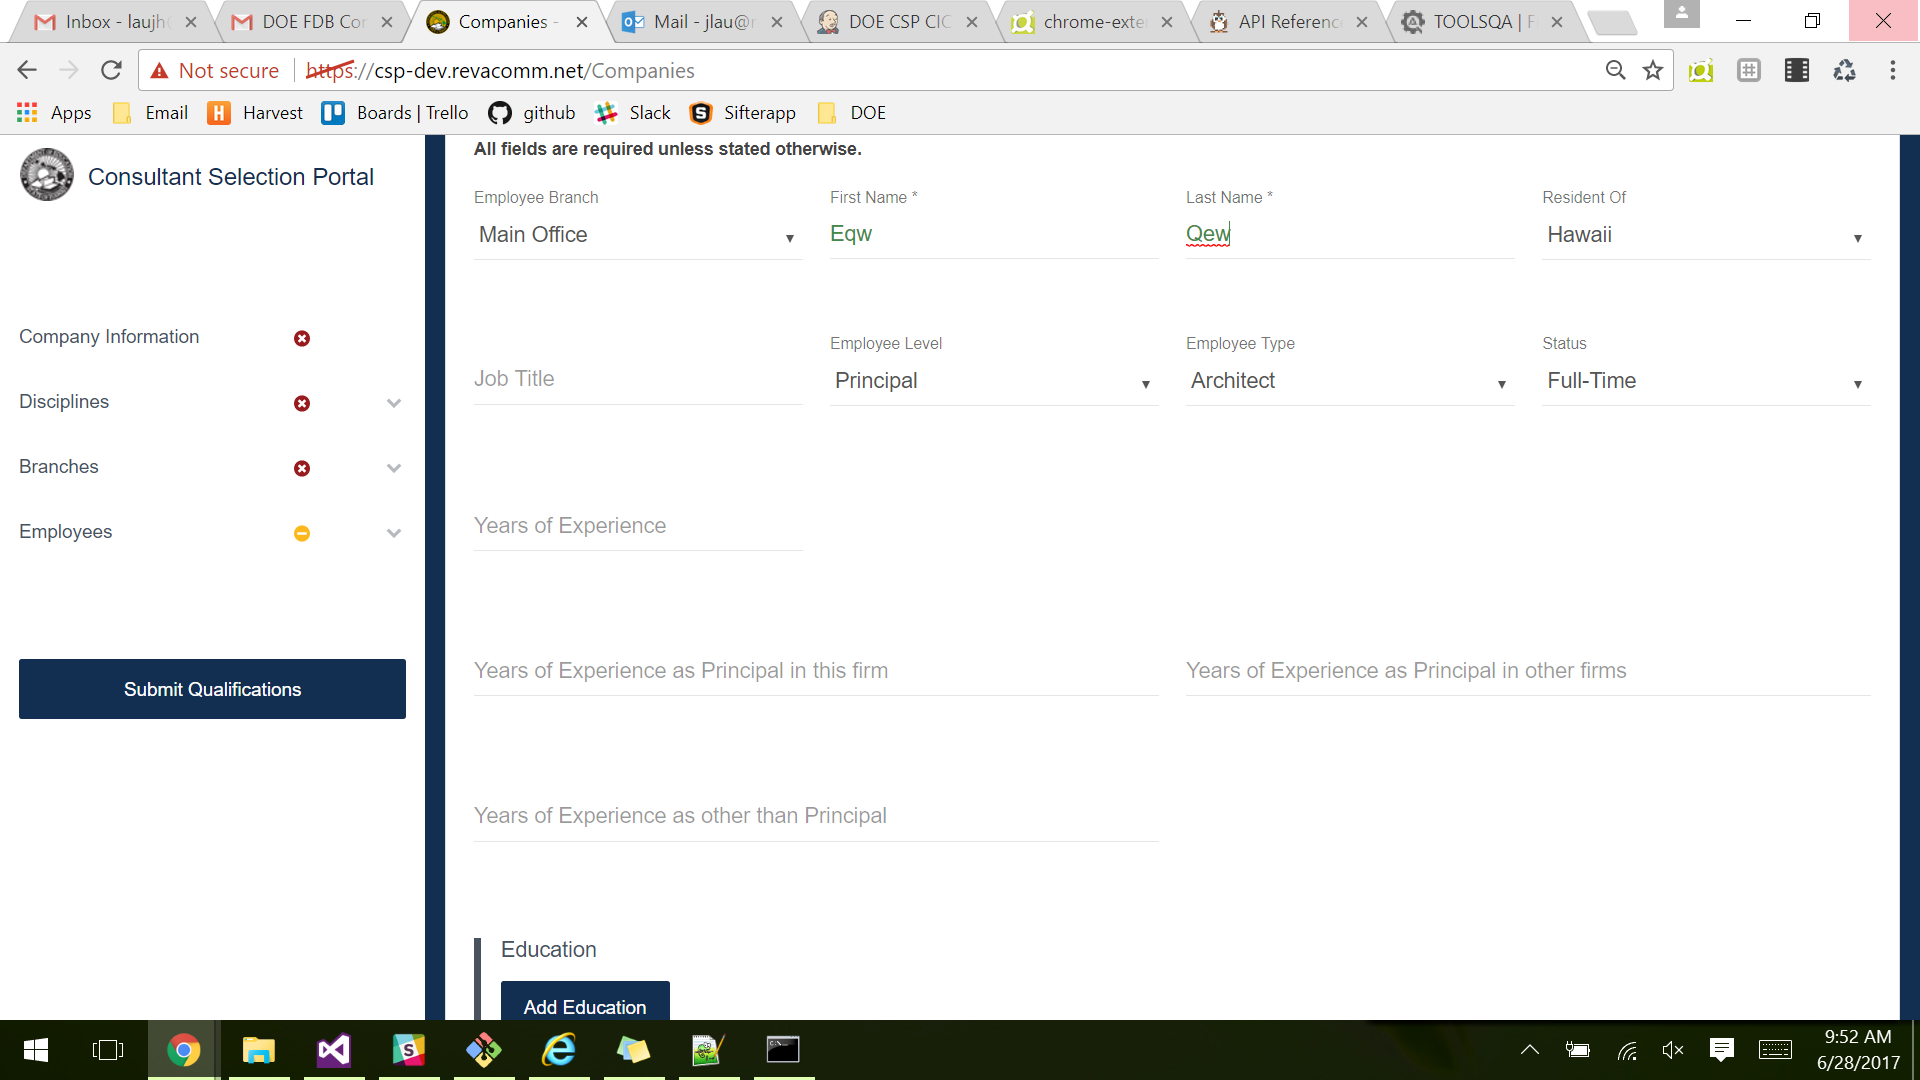 Inbox - laujh
DOE FDB Cor
Companies -
Mail - jlau@r
DOE CSP CIC
chrome-exte
API Reference
TOOLSQA | F
Not secure
https://csp-dev.revacomm.net/Companies
Apps
Email
Harvest
Boards | Trello
github
Slack
Sifterapp
DOE
Consultant Selection Portal
Company Information
Disciplines
Branches
Employees
Submit Qualifications
All fields are required unless stated otherwise.
Employee Branch
First Name *
Last Name *
Resident Of
Main Office
Eqw
Qew
Hawaii
Job Title
Employee Level
Employee Type
Status
Principal
Architect
Full-Time
Years of Experience
Years of Experience as Principal in this firm
Years of Experience as Principal in other firms
Years of Experience as other than Principal
Education
Add Education
9:52 AM
6/28/2017